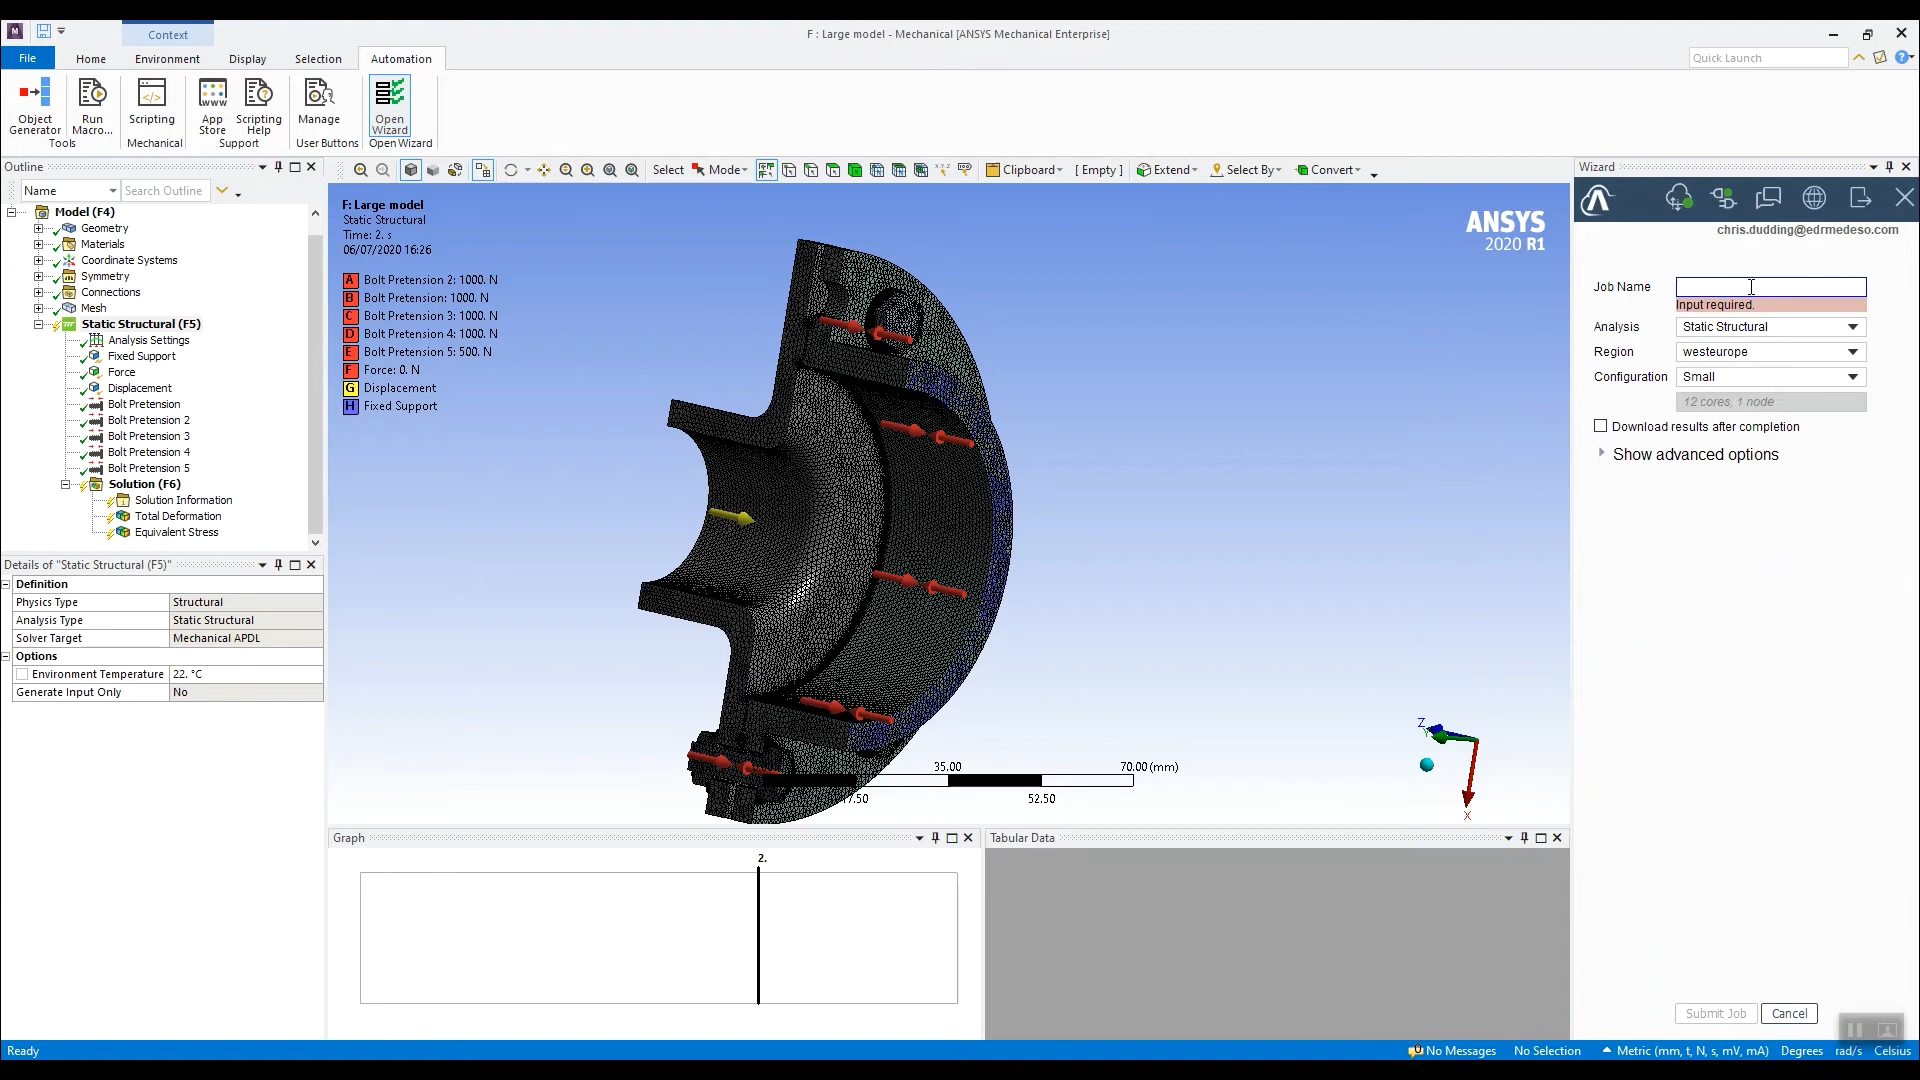 Context
F : Large model - Mechanical [ANSYS Mechanical Enterprise]
File
Home
Environment
Display
Selection
Automation
Quick Launch
Object Generator
Run Macro...
Scripting
App Store
Scripting Help
Manage
Open Wizard
Tools
Mechanical
Support
User Buttons
Open Wizard
Outline
Name
Search Outline
Select
Mode
Clipboard
[ Empty ]
Extend
Select By
Convert
Model (F4)
Geometry
Materials
Coordinate Systems
Symmetry
Connections
Mesh
Static Structural (F5)
Analysis Settings
Fixed Support
Force
Displacement
Bolt Pretension
Bolt Pretension 2
Bolt Pretension 3
Bolt Pretension 4
Bolt Pretension 5
Solution (F6)
Solution Information
Total Deformation
Equivalent Stress
Details of "Static Structural (F5)"
Definition
Physics Type Structural
Analysis Type Static Structural
Solver Target Mechanical APDL
Options
Environment Temperature 22. °C
Generate Input Only No
F: Large model
Static Structural
Time: 2. s
06/07/2020 16:26
A Bolt Pretension 2: 1000. N
B Bolt Pretension: 1000. N
C Bolt Pretension 3: 1000. N
D Bolt Pretension 4: 1000. N
E Bolt Pretension 5: 500. N
F Force: 0. N
G Displacement
H Fixed Support
ANSYS
2020 R1
35.00 70.00 (mm)
17.50 52.50
Z
Y
X
Graph
2.
Tabular Data
Wizard
chris.dudding@edrmedeso.com
Job Name
Input required.
Analysis Static Structural
Region westeurope
Configuration Small
12 cores, 1 node
Download results after completion
Show advanced options
Submit Job
Cancel
Ready
No Messages
No Selection
Metric (mm, t, N, s, mV, mA)
Degrees
rad/s
Celsius